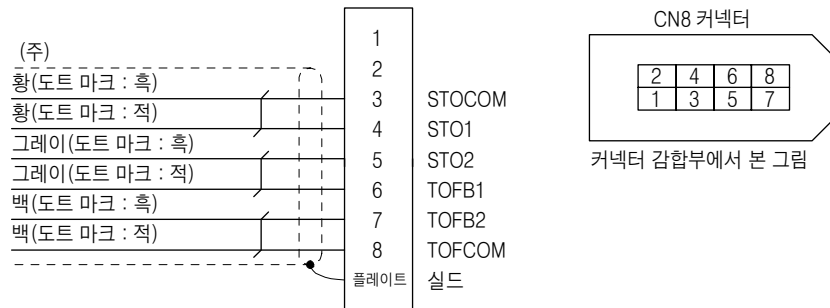 (주)
황(도트 마크 : 흑)
황(도트 마크 : 적)
그레이(도트 마크 : 흑)
그레이(도트 마크 : 적)
백(도트 마크 : 흑)
백(도트 마크 : 적)
1
2
3 STOCOM
4 STO1
5 STO2
6 TOFB1
7 TOFB2
8 TOFCOM
플레이트 실드
CN8 커넥터
2 4 6 8
1 3 5 7
커넥터 감합부에서 본 그림